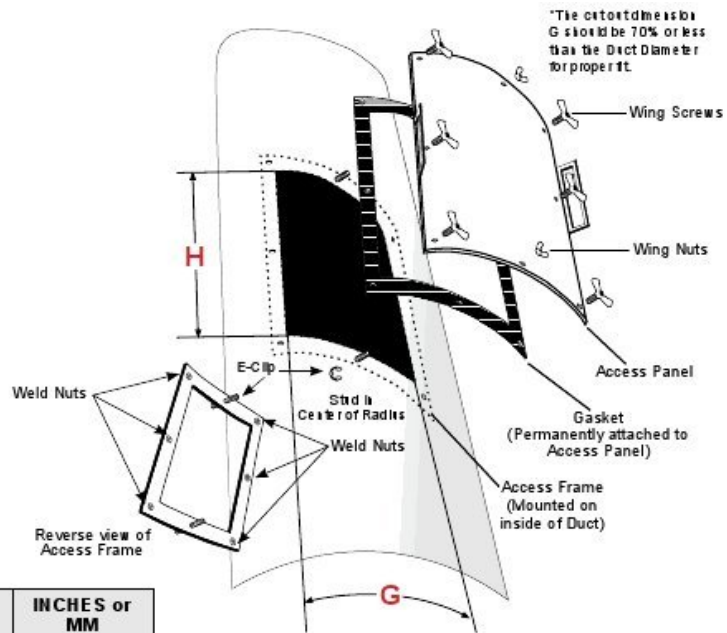 *The cutout dimension
G should be 70% or less
than the Duct Diameter
for proper fit.
Wing Screws
Wing Nuts
H
Access Panel
E-Clip
Weld Nuts
Stud in
Center of Radius
Gasket
(Permanently attached to
Access Panel)
Weld Nuts
Access Frame
(Mounted on
inside of Duct)
Reverse view of
Access Frame
G
INCHES or
MM